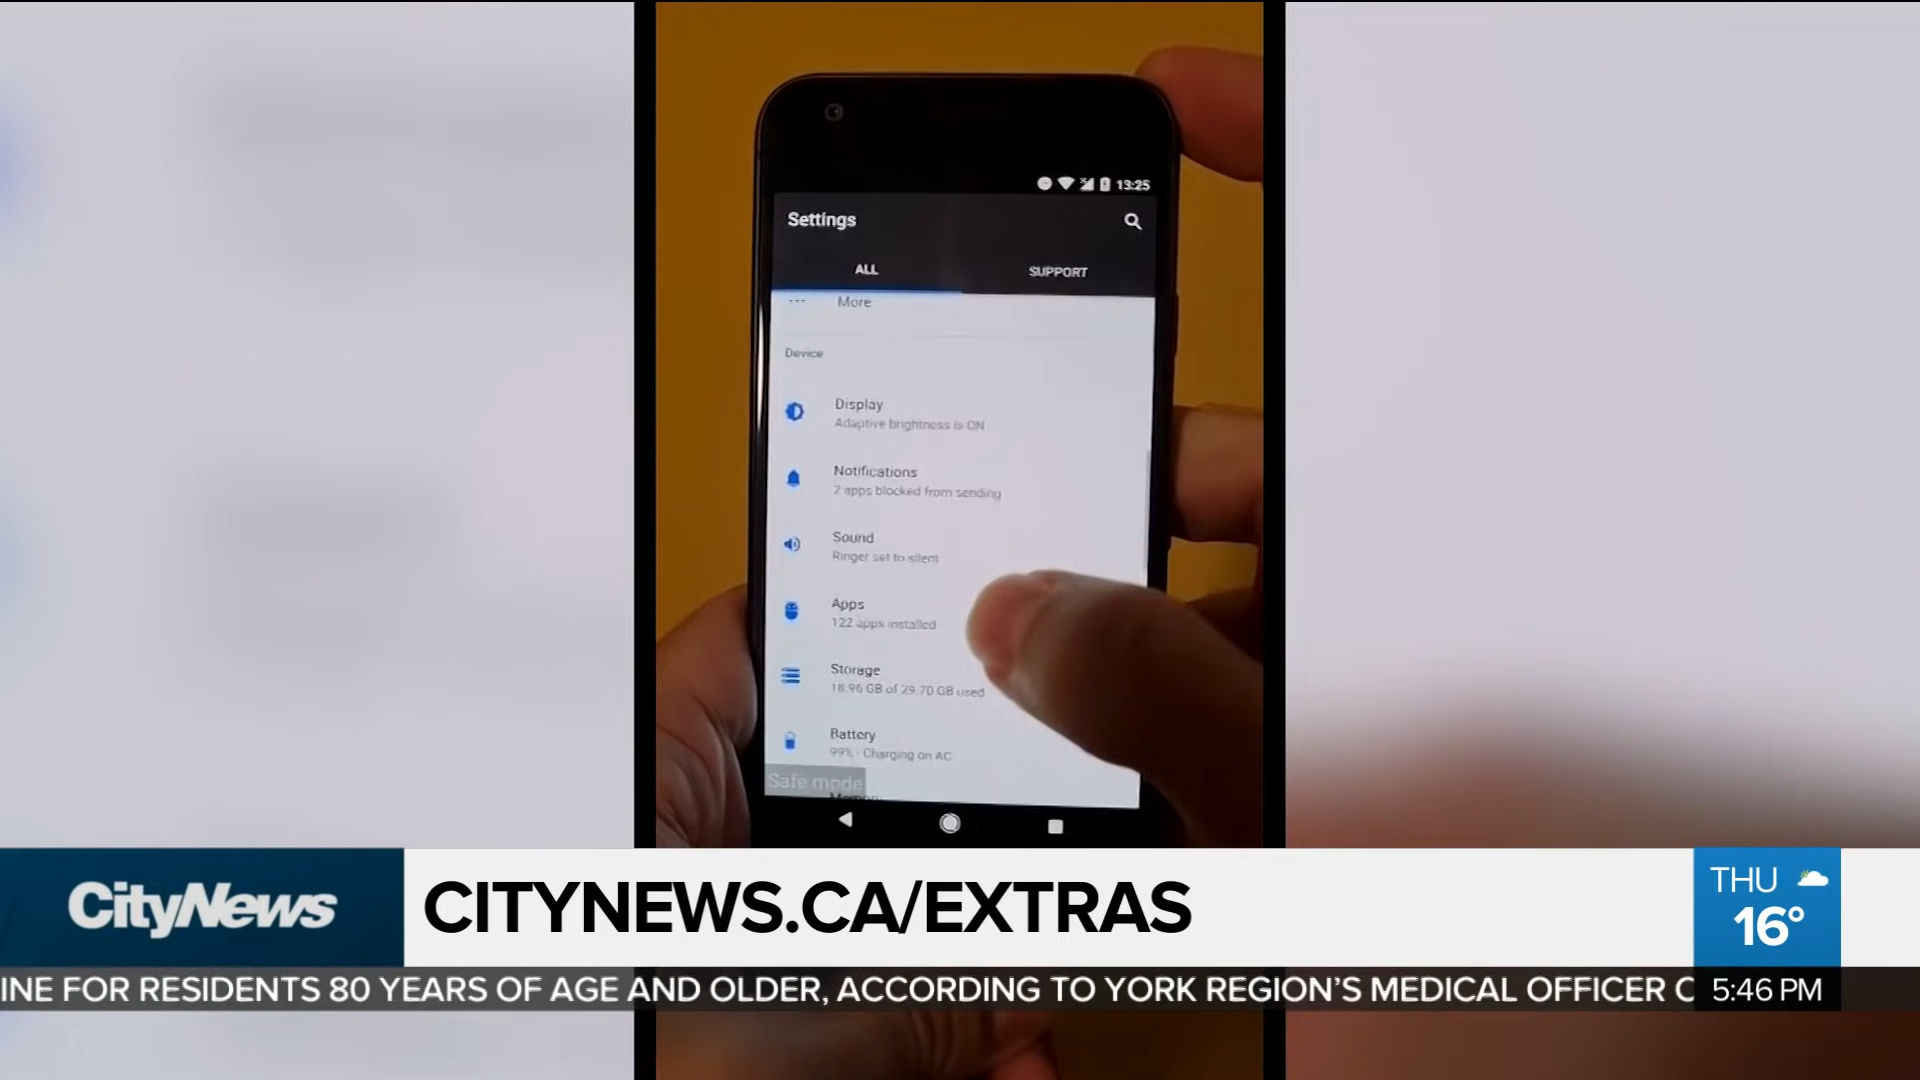 13:25
Settings
ALL
SUPPORT
More
Device
Display
Adaptive brightness is ON
Notifications
2 apps blocked from sending
Sound
Ringer set to silent
Apps
122 apps installed
Storage
18.96 GB of 29.70 GB used
Battery
99% - Charging on AC
Safe mode
CityNews
CITYNEWS.CA/EXTRAS
THU
16°
INE FOR RESIDENTS 80 YEARS OF AGE AND OLDER, ACCORDING TO YORK REGION'S MEDICAL OFFICER
5:46 PM